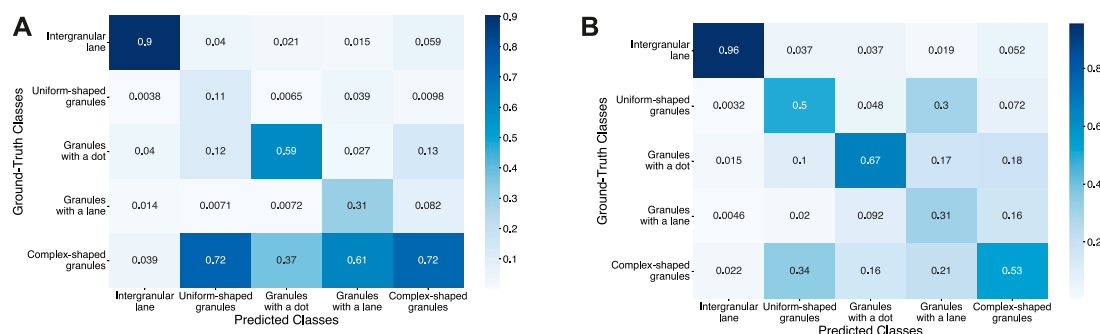 A
Ground-Truth Classes
Intergranular
lane
0.9 0.04 0.021 0.015 0.059
Uniform-shaped
granules
0.0038 0.11 0.0065 0.039 0.0098
Granules
with a dot
0.04 0.12 0.59 0.027 0.13
Granules
with a lane
0.014 0.0071 0.0072 0.31 0.082
Complex-shaped
granules
0.039 0.72 0.37 0.61 0.72
Intergranular Uniform-shaped Granules Granules Complex-shaped
lane granules with a dot with a lane granules
Predicted Classes
0.9
0.8
0.7
0.6
0.5
0.4
0.3
0.2
0.1
B
Ground-Truth Classes
Intergranular
lane
0.96 0.037 0.037 0.019 0.052
Uniform-shaped
granules
0.0032 0.5 0.048 0.3 0.072
Granules
with a dot
0.015 0.1 0.67 0.17 0.18
Granules
with a lane
0.0046 0.02 0.092 0.31 0.16
Complex-shaped
granules
0.022 0.34 0.16 0.21 0.53
Intergranular Uniform-shaped Granules Granules Complex-shaped
lane granules with a dot with a lane granules
Predicted Classes
0.8
0.6
0.4
0.2